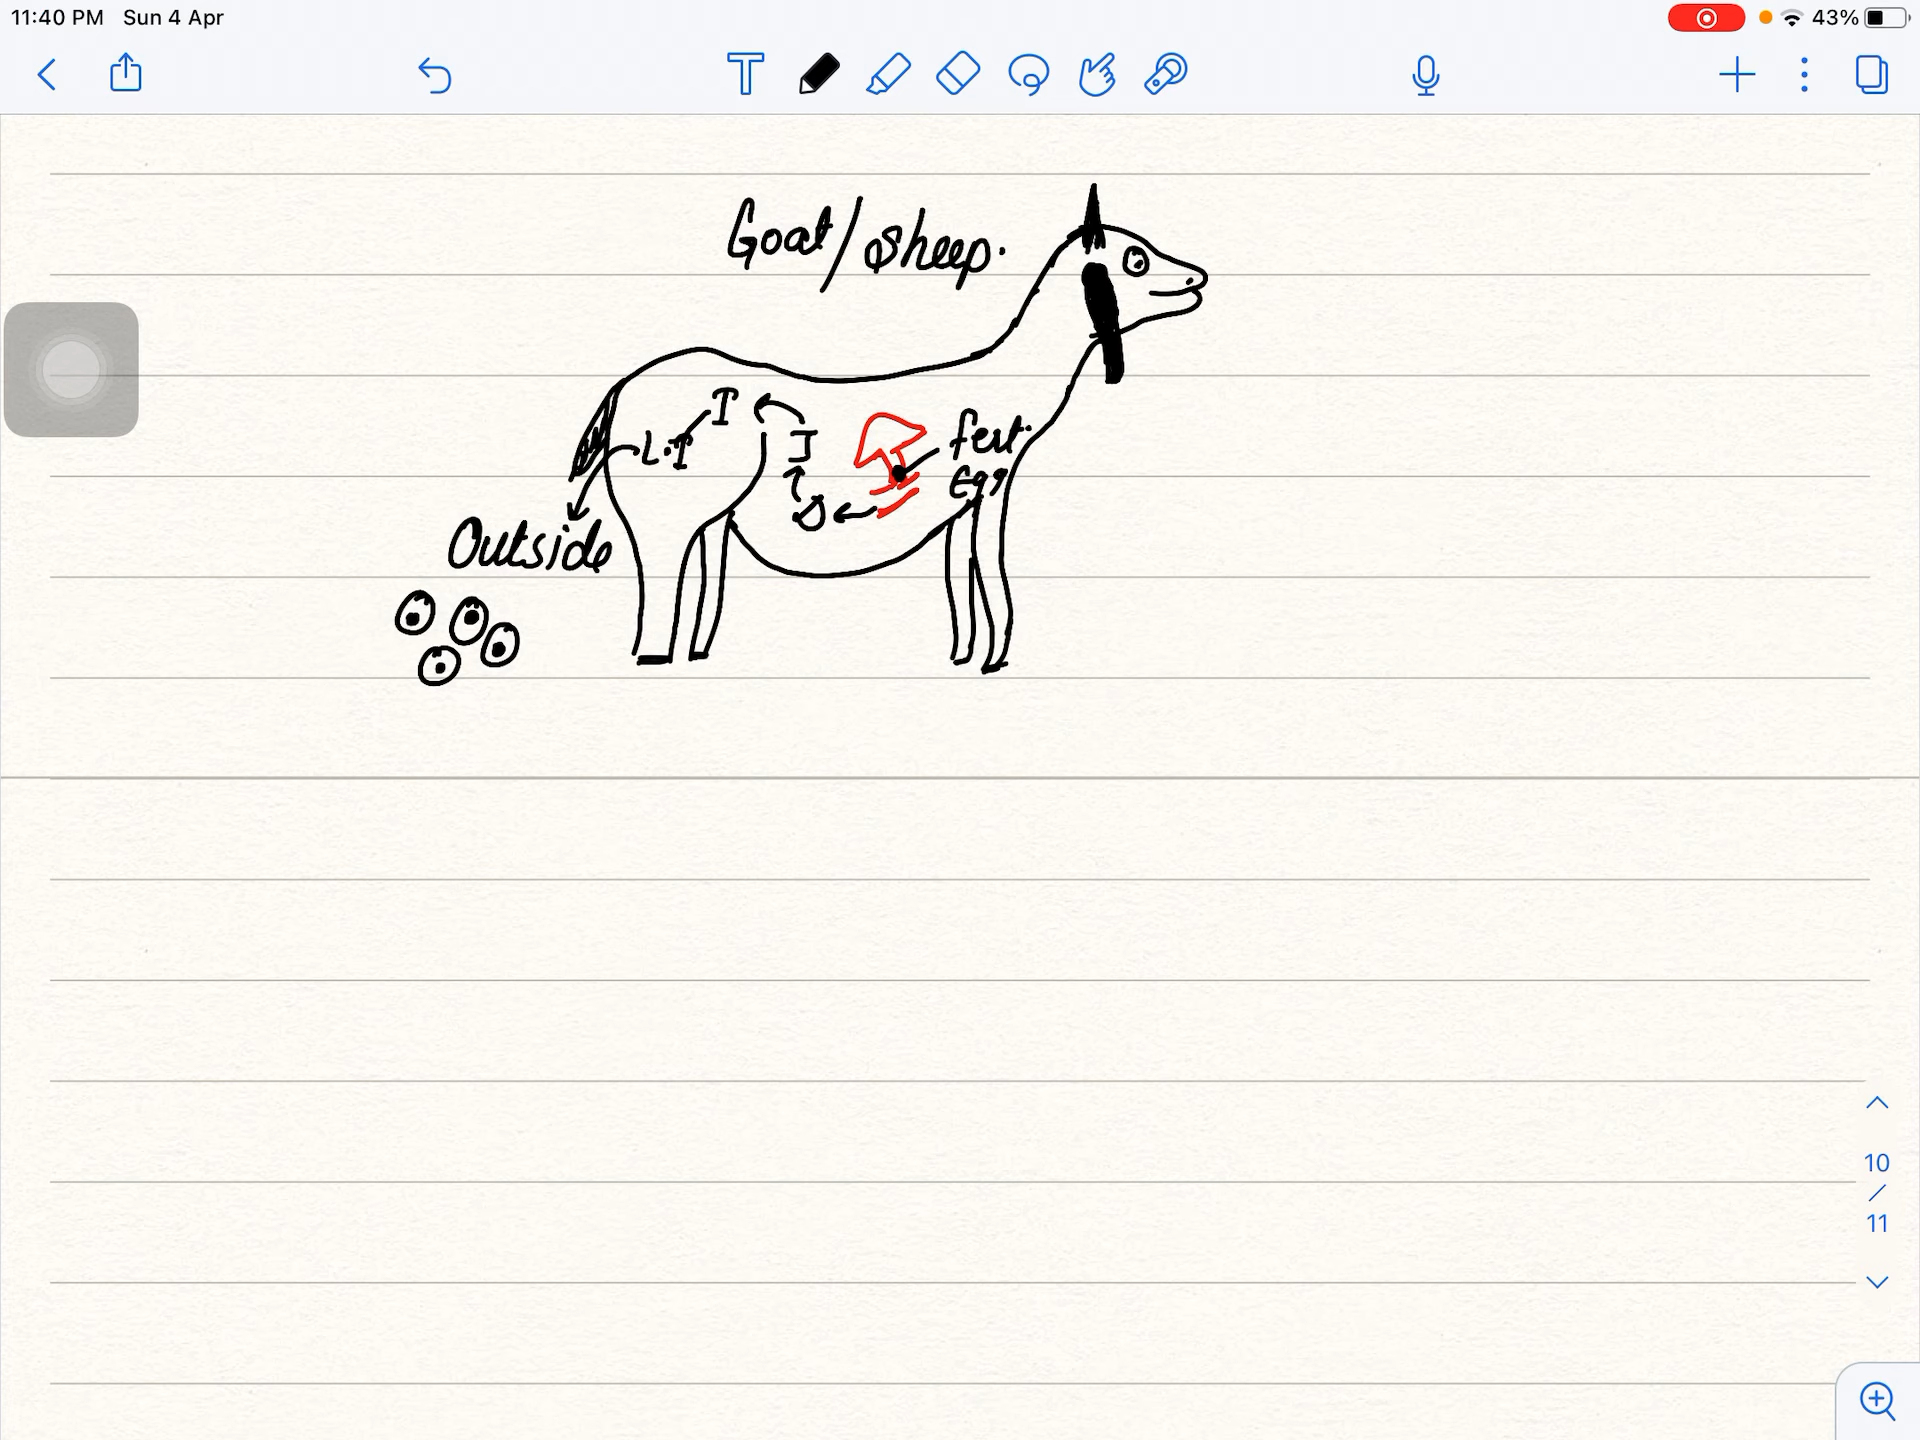 11:40 PM Sun 4 Apr
43%
T
Goat/sheep.
I
L.I
J
fert.
Egg
D
Outside
10
/
11